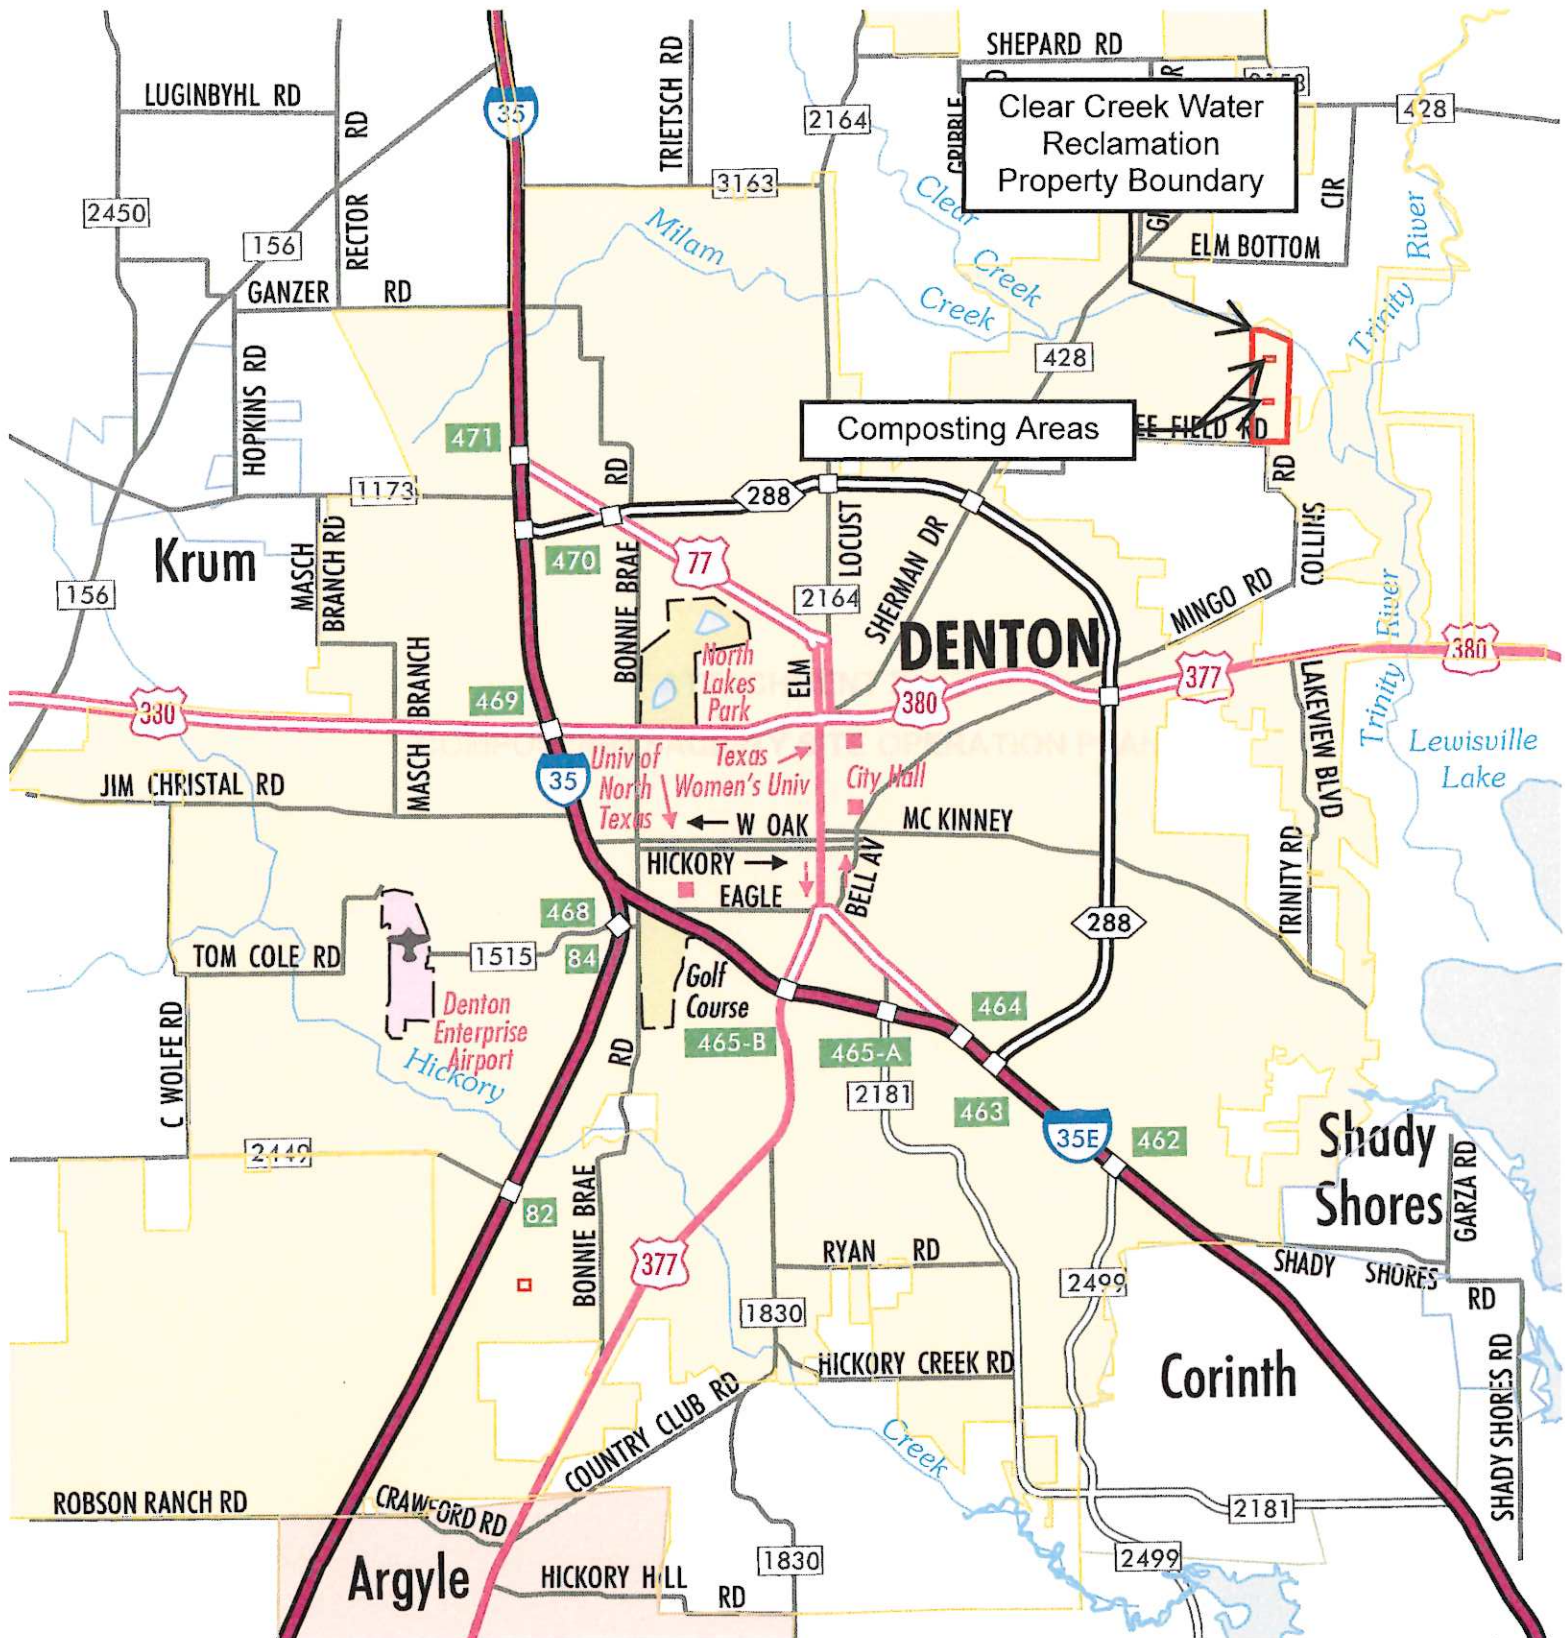 SHEPARD RD
LUGINBYHL RD
35
TRIETSCH RD
2164
GRIBBLE
Clear Creek Water
Reclamation
Property Boundary
428
RD
RECTOR
3163
2450
156
Milam
Clear
Creek
Creek
CIR
ELM BOTTOM
River
Trinity
GANZER RD
HOPKINS RD
428
471
Composting Areas
EE FIELD RD
RD
1173
RD
288
Krum
MASCH
BRANCH RD
470
BONNIE BRAE
77
LOCUST
2164
SHERMAN DR
COLLINS
MINGO RD
156
DENTON
Trinity River
North
Lakes
Park
ELM
380
377
380
469
MASCH BRANCH
LAKEVIEW BLVD
Lewisville
Lake
JIM CHRISTAL RD
35
Univ of
North
Texas
Texas
Women's Univ
City Hall
W OAK
MC KINNEY
HICKORY
EAGLE
BELL AV
TRINITY RD
468
84
288
TOM COLE RD
1515
Golf
Course
Denton
Enterprise
Airport
Hickory
C WOLFE RD
RD
465-B
465-A
464
2181
463
35E
462
Shady
Shores
GARZA RD
2449
82
BONNIE BRAE
377
RYAN RD
2499
SHADY SHORES
RD
1830
HICKORY CREEK RD
Corinth
SHADY SHORES RD
COUNTRY CLUB RD
Creek
ROBSON RANCH RD
CRAWFORD RD
2181
Argyle
HICKORY HILL
RD
1830
2499